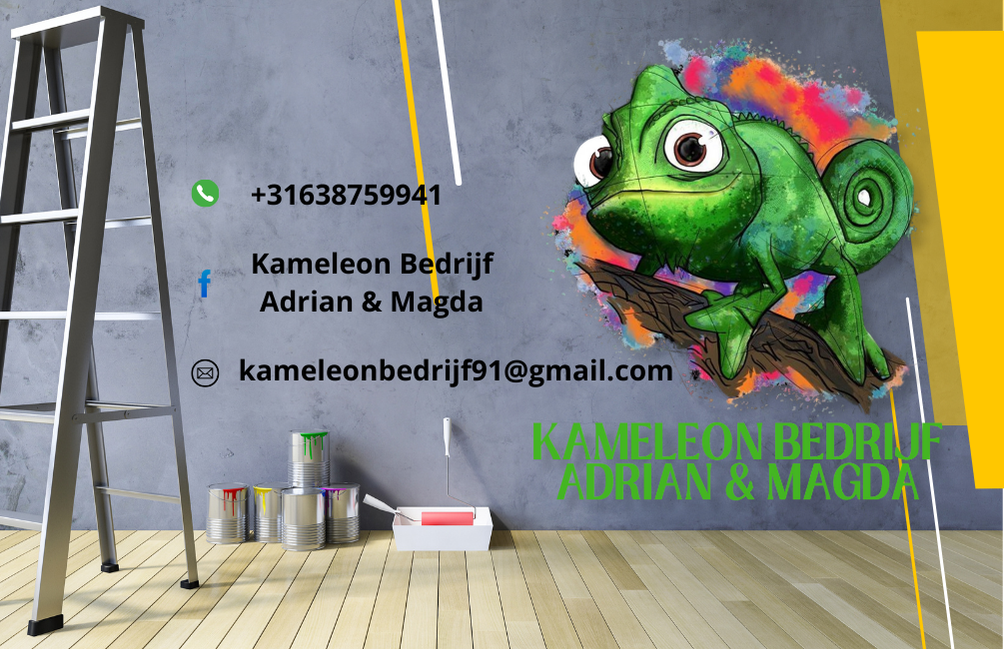 +31638759941
Kameleon Bedrijf
Adrian & Magda
kameleonbedrijf91@gmail.com
KAMELEON BEDRIJF
ADRIAN & MAGDA